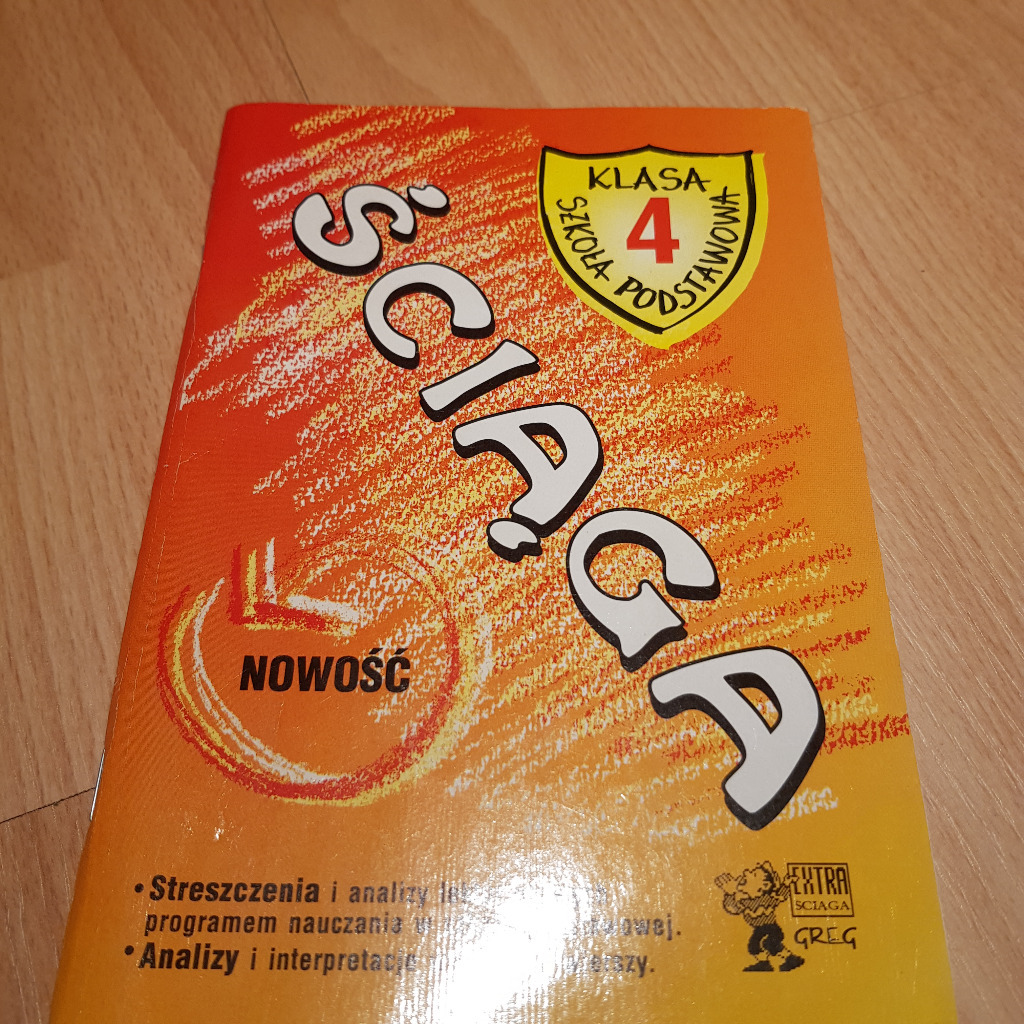 KLASA
4
SZKOŁA PODSTAWOWA
ŚCIĄGA
NOWOŚĆ
• Streszczenia i analizy
programem nauczania w
• Analizy i interpretacje
EXTRA
ŚCIĄGA
GREG